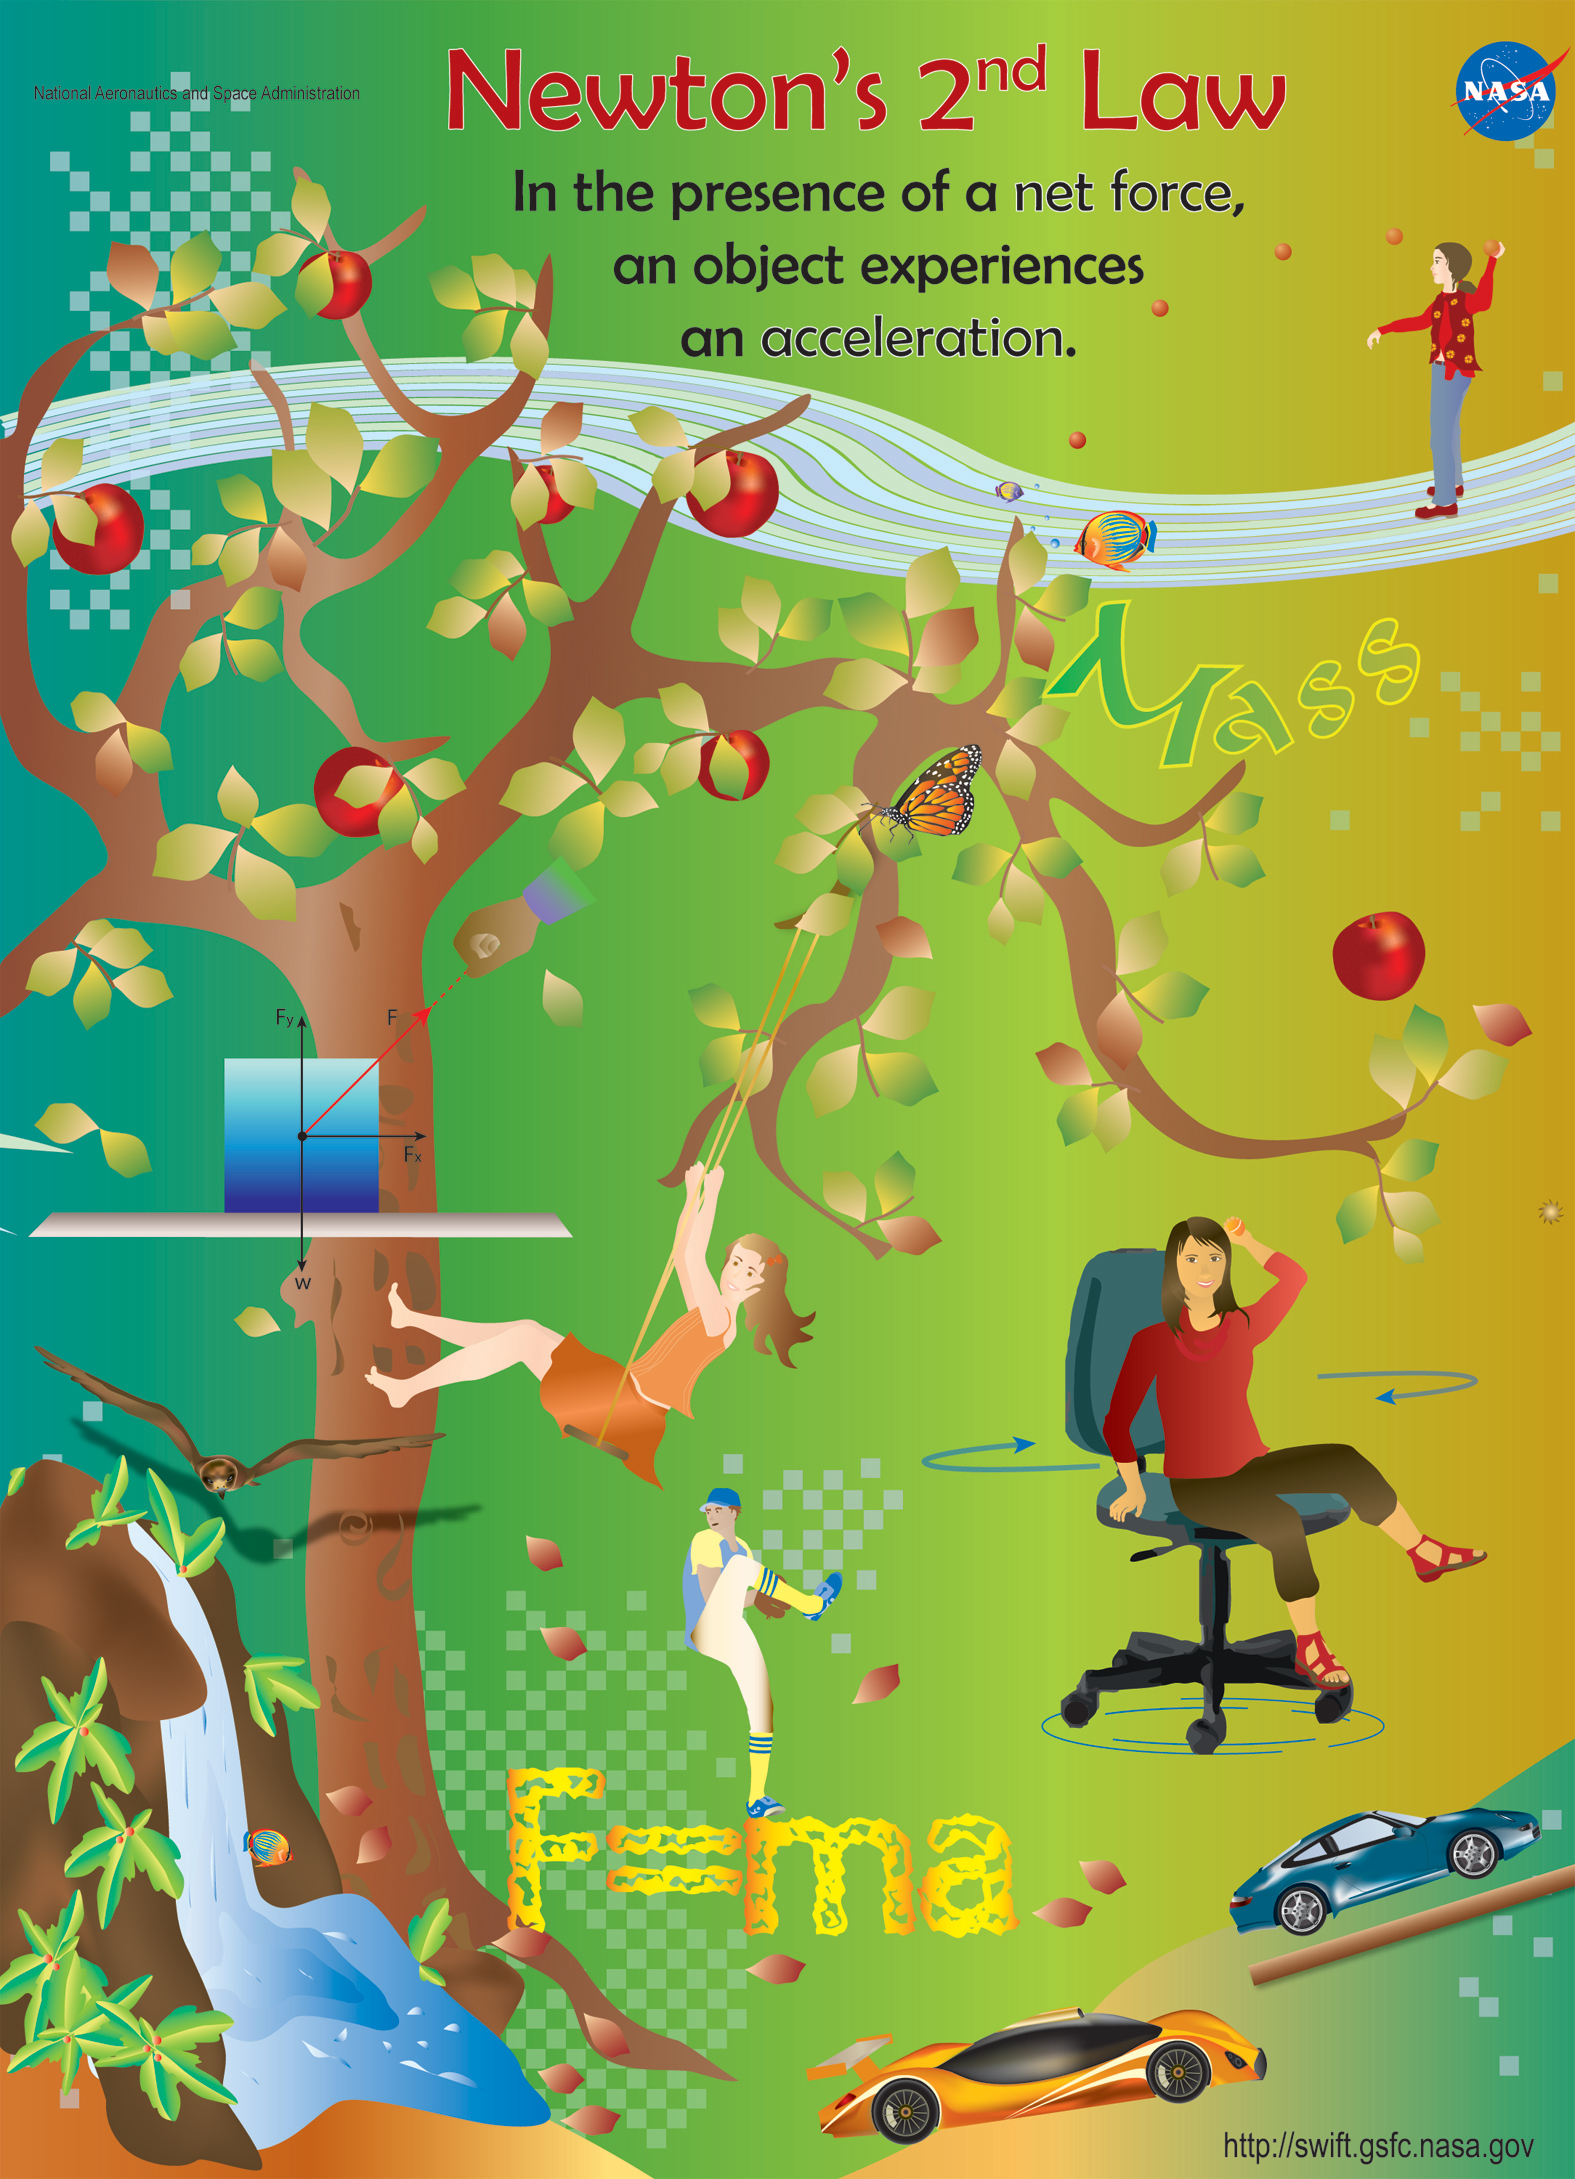 National Aeronautics and Space Administration
Newton's 2nd Law
NASA
In the presence of a net force,
an object experiences
an acceleration.
Mass
Fy
F
Fx
W
F=ma
http://swift.gsfc.nasa.gov